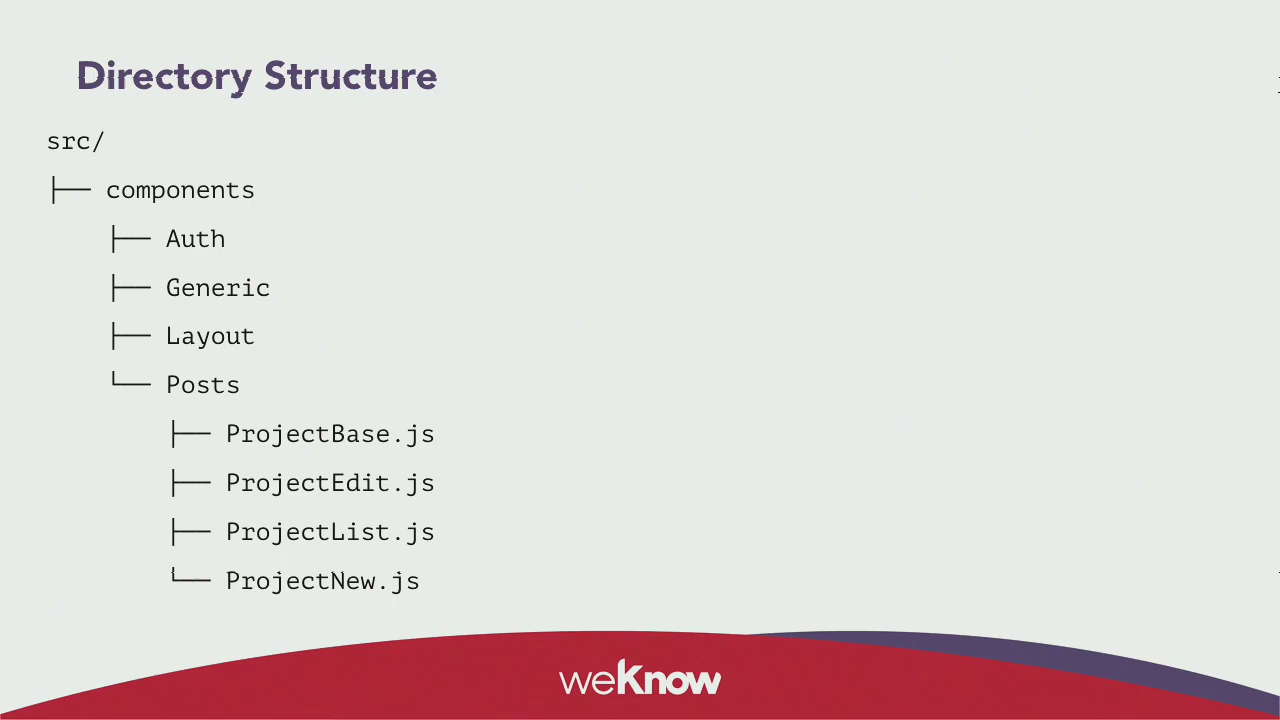 Directory Structure
src/
├── components
├── Auth
├── Generic
├── Layout
└── Posts
├── ProjectBase.js
├── ProjectEdit.js
├── ProjectList.js
└── ProjectNew.js
weKnow